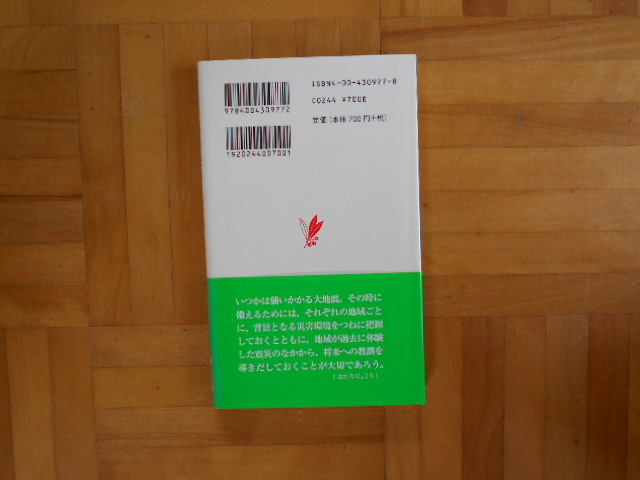 ISBN4-00-430977-8
C0244 ¥700E
定価(本体700円+税)
9784004309772
1920244007001
いつかは襲いかかる大地震。その時に
備えるためには、それぞれの地域ごと
に、背景となる災害環境をつねに把握
しておくとともに、地域が過去に体験
した震災のなかから、将来への教訓を
導きだしておくことが大切であろう。
(「おわりに」より)